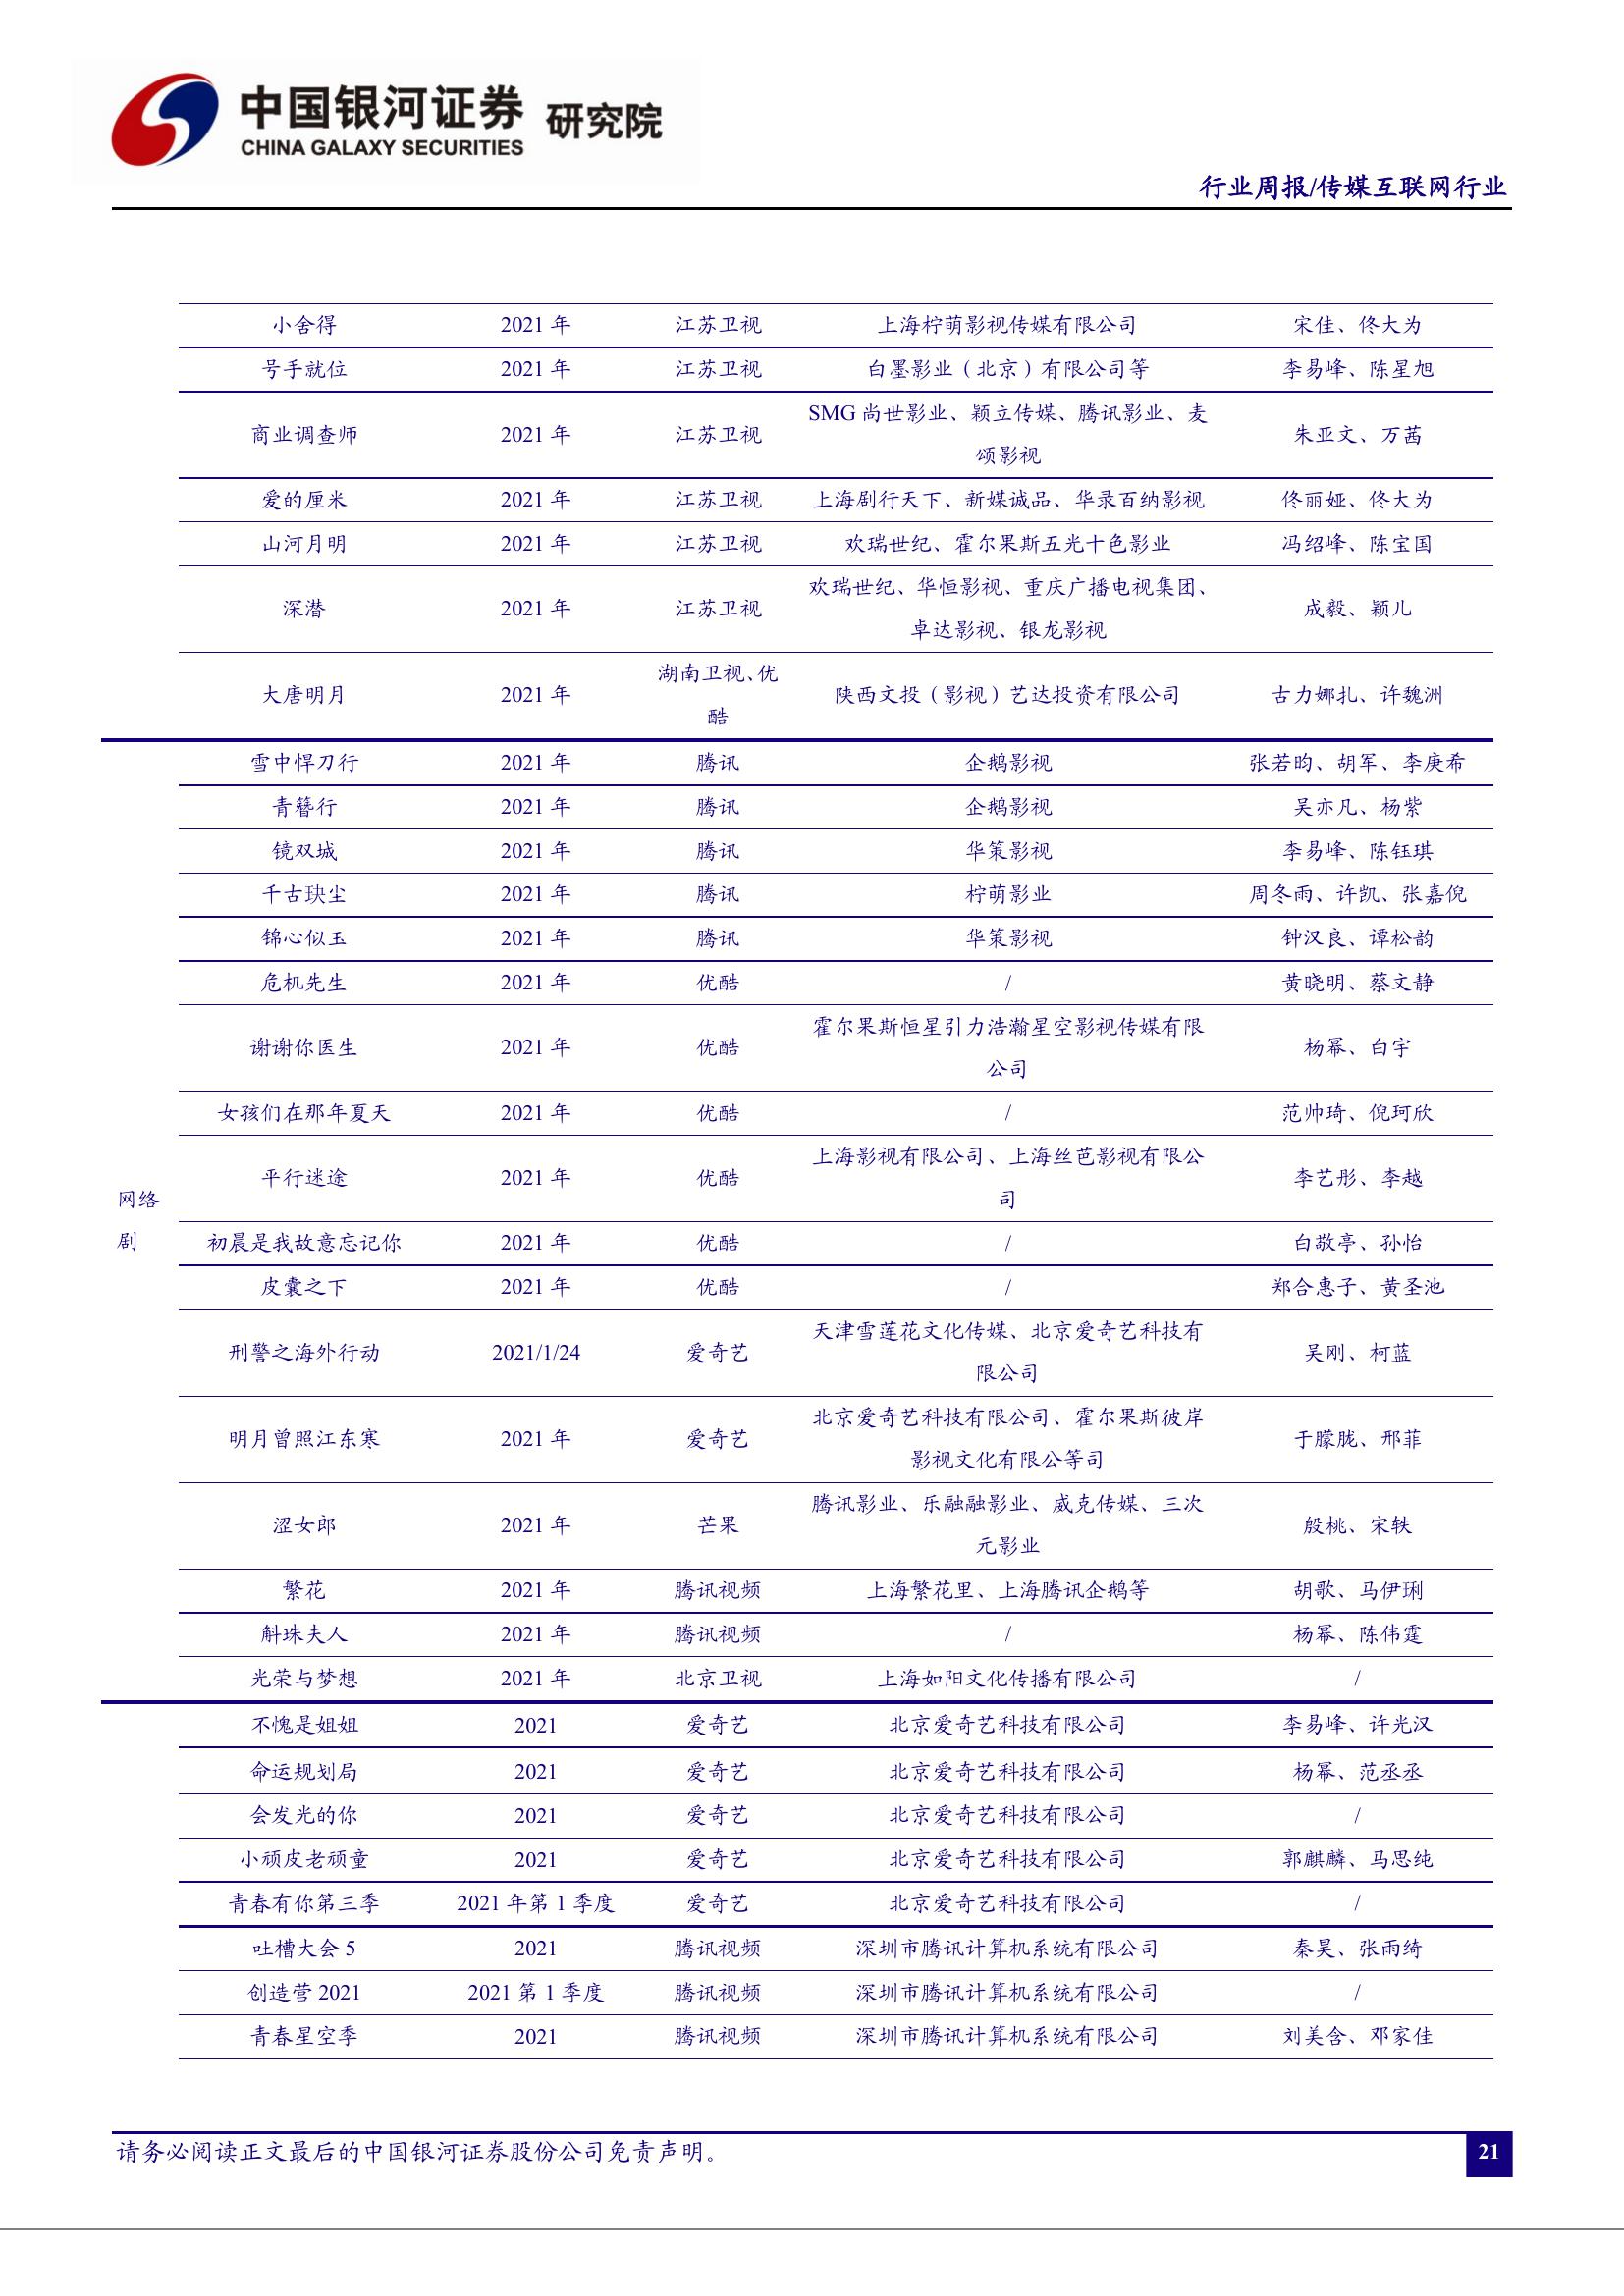 中国银河证券 研究院
CHINA GALAXY SECURITIES
行业周报/传媒互联网行业
小舍得 2021 年 江苏卫视 上海柠萌影视传媒有限公司 宋佳、佟大为
号手就位 2021 年 江苏卫视 白墨影业（北京）有限公司等 李易峰、陈星旭
商业调查师 2021 年 江苏卫视 SMG 尚世影业、颖立传媒、腾讯影业、麦
颂影视 朱亚文、万茜
爱的厘米 2021 年 江苏卫视 上海剧行天下、新媒诚品、华录百纳影视 佟丽娅、佟大为
山河月明 2021 年 江苏卫视 欢瑞世纪、霍尔果斯五光十色影业 冯绍峰、陈宝国
深潜 2021 年 江苏卫视 欢瑞世纪、华恒影视、重庆广播电视集团、
卓达影视、银龙影视 成毅、颖儿
大唐明月 2021 年 湖南卫视、优
酷 陕西文投（影视）艺达投资有限公司 古力娜扎、许魏洲
网络
剧
雪中悍刀行 2021 年 腾讯 企鹅影视 张若昀、胡军、李庚希
青簪行 2021 年 腾讯 企鹅影视 吴亦凡、杨紫
镜双城 2021 年 腾讯 华策影视 李易峰、陈钰琪
千古玦尘 2021 年 腾讯 柠萌影业 周冬雨、许凯、张嘉倪
锦心似玉 2021 年 腾讯 华策影视 钟汉良、谭松韵
危机先生 2021 年 优酷 / 黄晓明、蔡文静
谢谢你医生 2021 年 优酷 霍尔果斯恒星引力浩瀚星空影视传媒有限
公司 杨幂、白宇
女孩们在那年夏天 2021 年 优酷 / 范帅琦、倪珂欣
平行迷途 2021 年 优酷 上海影视有限公司、上海丝芭影视有限公
司 李艺彤、李越
初晨是我故意忘记你 2021 年 优酷 / 白敬亭、孙怡
皮囊之下 2021 年 优酷 / 郑合惠子、黄圣池
刑警之海外行动 2021/1/24 爱奇艺 天津雪莲花文化传媒、北京爱奇艺科技有
限公司 吴刚、柯蓝
明月曾照江东寒 2021 年 爱奇艺 北京爱奇艺科技有限公司、霍尔果斯彼岸
影视文化有限公等司 于朦胧、邢菲
涩女郎 2021 年 芒果 腾讯影业、乐融融影业、威克传媒、三次
元影业 殷桃、宋轶
繁花 2021 年 腾讯视频 上海繁花里、上海腾讯企鹅等 胡歌、马伊琍
斛珠夫人 2021 年 腾讯视频 / 杨幂、陈伟霆
光荣与梦想 2021 年 北京卫视 上海如阳文化传播有限公司 /
不愧是姐姐 2021 爱奇艺 北京爱奇艺科技有限公司 李易峰、许光汉
命运规划局 2021 爱奇艺 北京爱奇艺科技有限公司 杨幂、范丞丞
会发光的你 2021 爱奇艺 北京爱奇艺科技有限公司 /
小顽皮老顽童 2021 爱奇艺 北京爱奇艺科技有限公司 郭麒麟、马思纯
青春有你第三季 2021 年第 1 季度 爱奇艺 北京爱奇艺科技有限公司 /
吐槽大会 5 2021 腾讯视频 深圳市腾讯计算机系统有限公司 秦昊、张雨绮
创造营 2021 2021 第 1 季度 腾讯视频 深圳市腾讯计算机系统有限公司 /
青春星空季 2021 腾讯视频 深圳市腾讯计算机系统有限公司 刘美含、邓家佳
请务必阅读正文最后的中国银河证券股份公司免责声明。
21